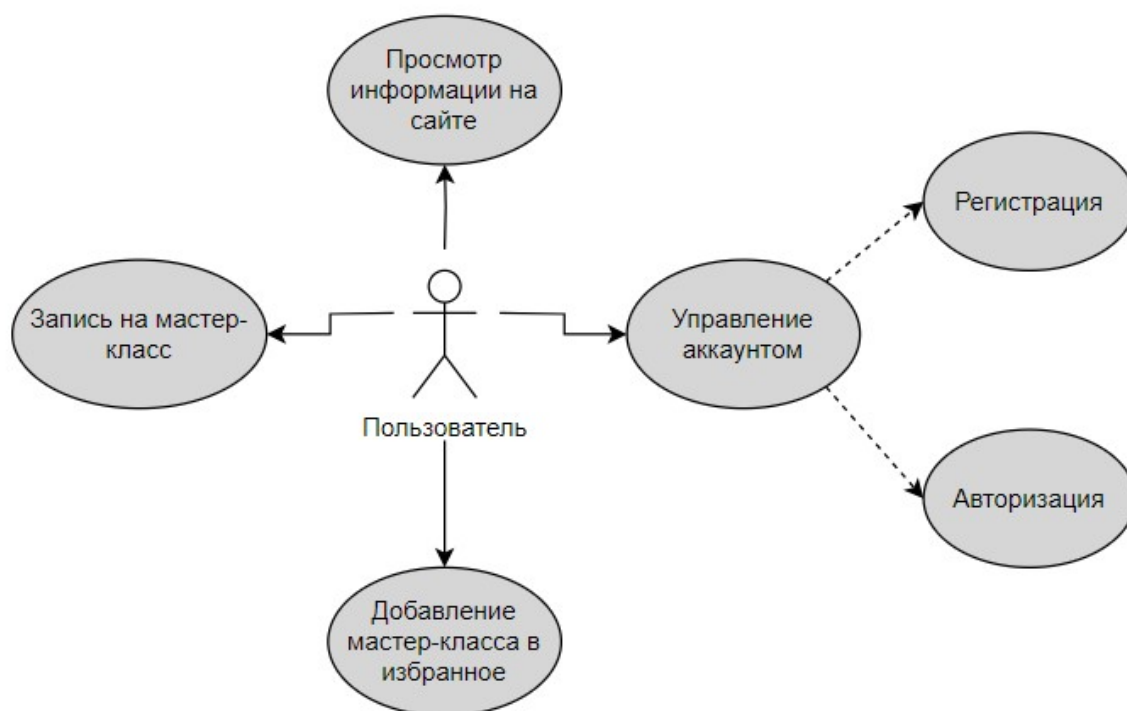 Просмотр
информации на
сайте
Регистрация
Запись на мастер-
класс
Управление
аккаунтом
Пользователь
Авторизация
Добавление
мастер-класса в
избранное